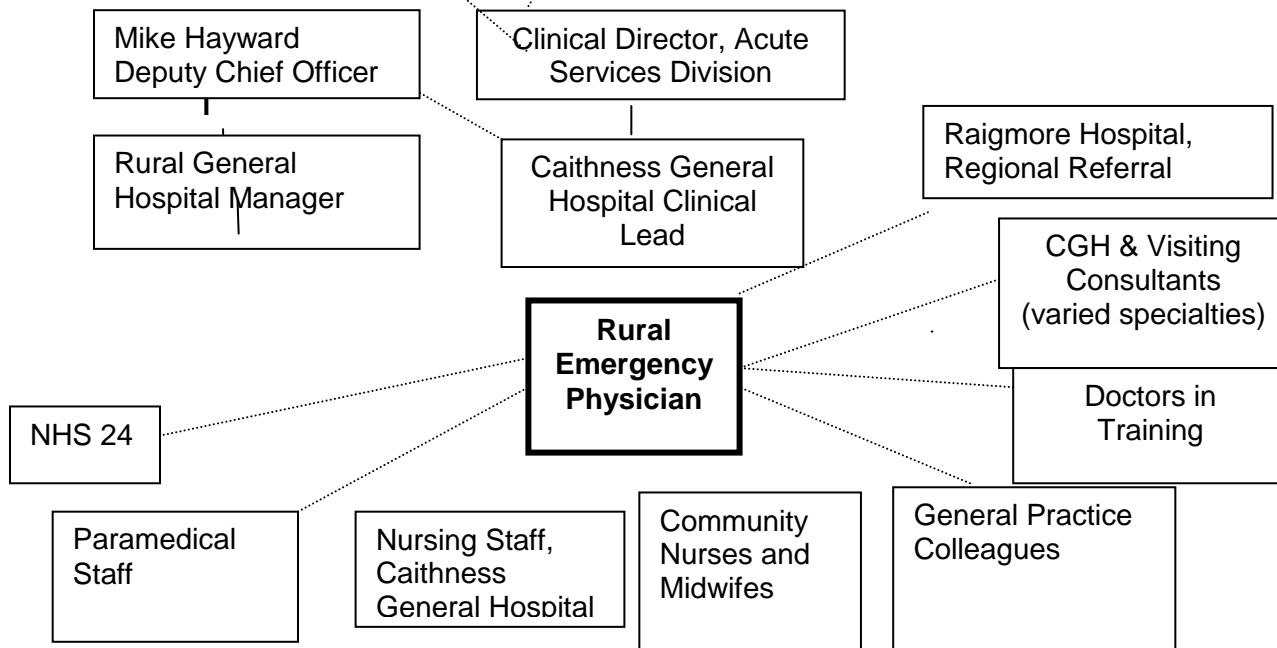 Mike Hayward
Deputy Chief Officer
Clinical Director, Acute
Services Division
Rural General
Hospital Manager
Caithness General
Hospital Clinical
Lead
Raigmore Hospital,
Regional Referral
CGH & Visiting
Consultants
(varied specialties)
Rural
Emergency
Physician
Doctors in
Training
NHS 24
Paramedical
Staff
Nursing Staff,
Caithness
General Hospital
Community
Nurses and
Midwifes
General Practice
Colleagues